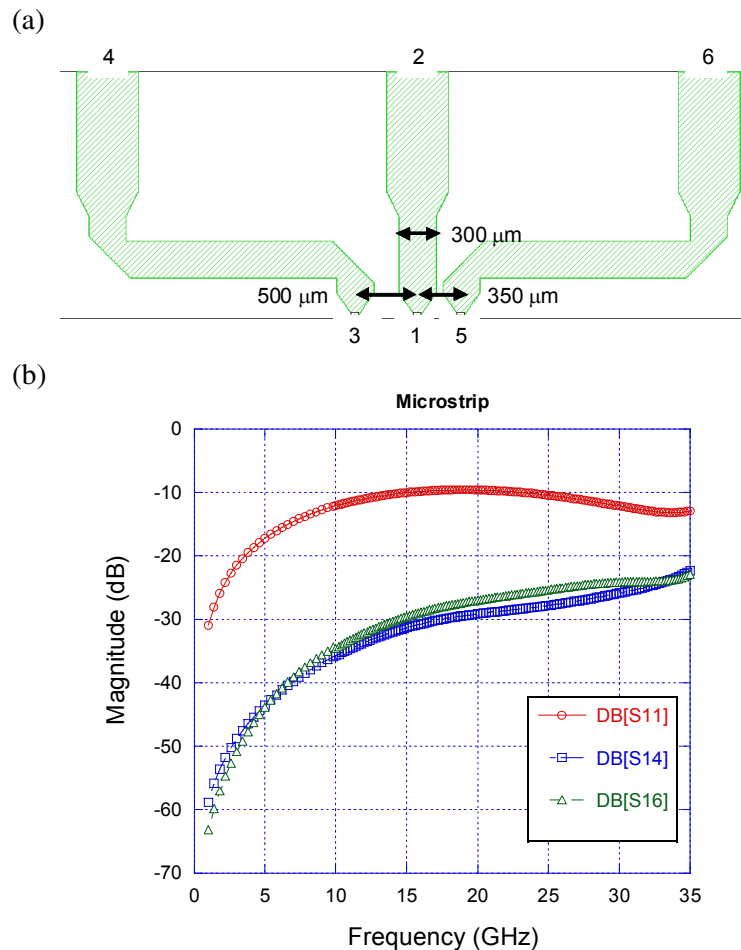 (a)
4 2 6
300 μm
500 μm 350 μm
3 1 5
(b)
Microstrip
0
-10
-20
-30
-40
-50
-60
-70
Magnitude (dB)
DB[S11]
DB[S14]
DB[S16]
0 5 10 15 20 25 30 35
Frequency (GHz)